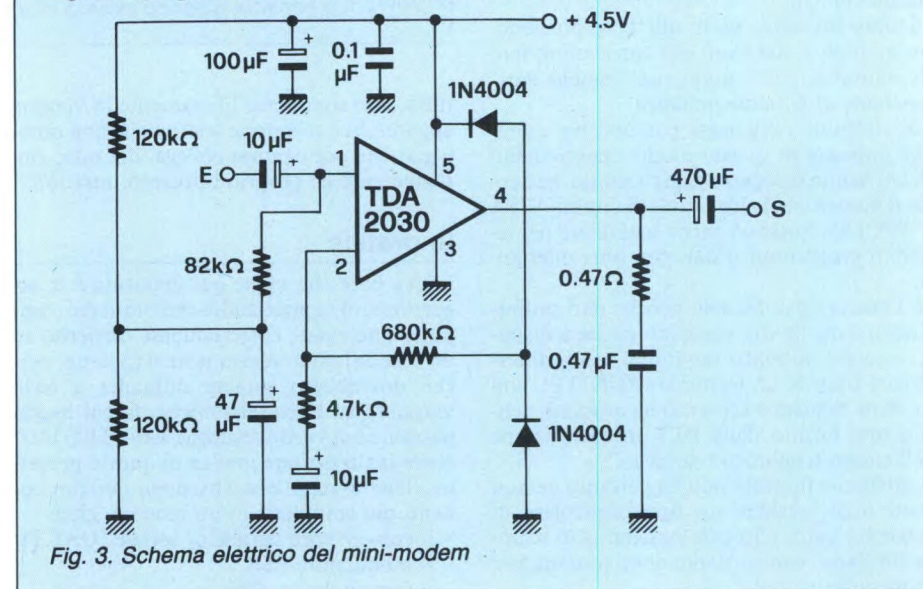 + 4.5V
100µF
+
0.1
µF
1N4004
120kΩ
10µF
+
E
1
5
TDA
2030
4
2
3
470µF
+
S
82kΩ
0.47Ω
680kΩ
0.47µF
47
µF
+
4.7kΩ
120kΩ
1N4004
+
10µF
Fig. 3. Schema elettrico del mini-modem